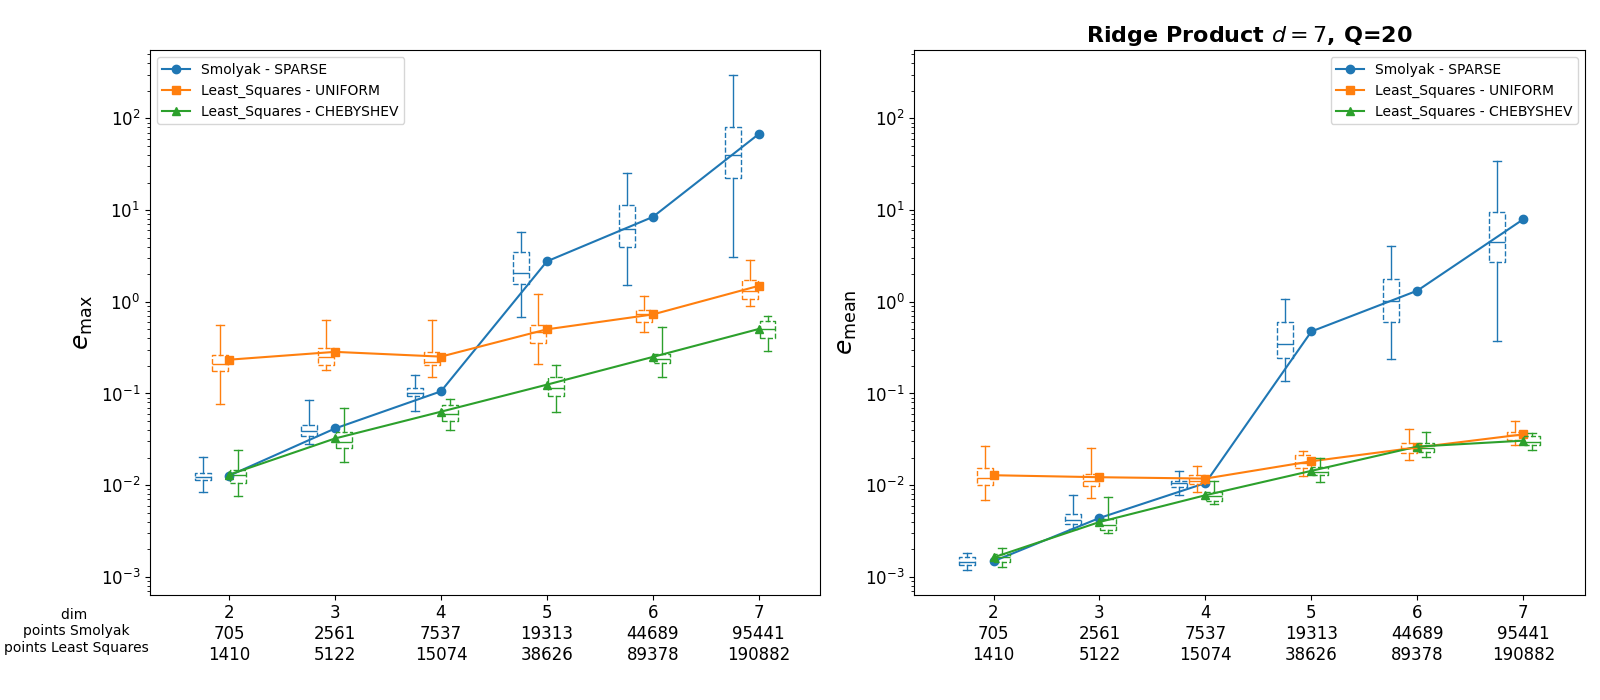 Ridge Product d = 7, Q=20
Smolyak - SPARSE
Least_Squares - UNIFORM
Least_Squares - CHEBYSHEV
Smolyak - SPARSE
Least_Squares - UNIFORM
Least_Squares - CHEBYSHEV
e_max
10^2
10^1
10^0
10^-1
10^-2
10^-3
e_mean
10^2
10^1
10^0
10^-1
10^-2
10^-3
dim 2 3 4 5 6 7
points Smolyak 705 2561 7537 19313 44689 95441
points Least Squares 1410 5122 15074 38626 89378 190882
2 3 4 5 6 7
705 2561 7537 19313 44689 95441
1410 5122 15074 38626 89378 190882